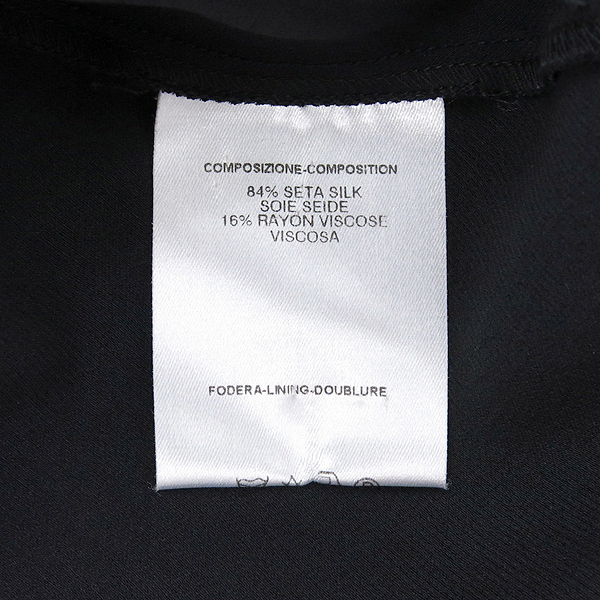 COMPOSIZIONE-COMPOSITION
84% SETA SILK
SOIE SEIDE
16% RAYON VISCOSE
VISCOSA
FODERA-LINING-DOUBLURE